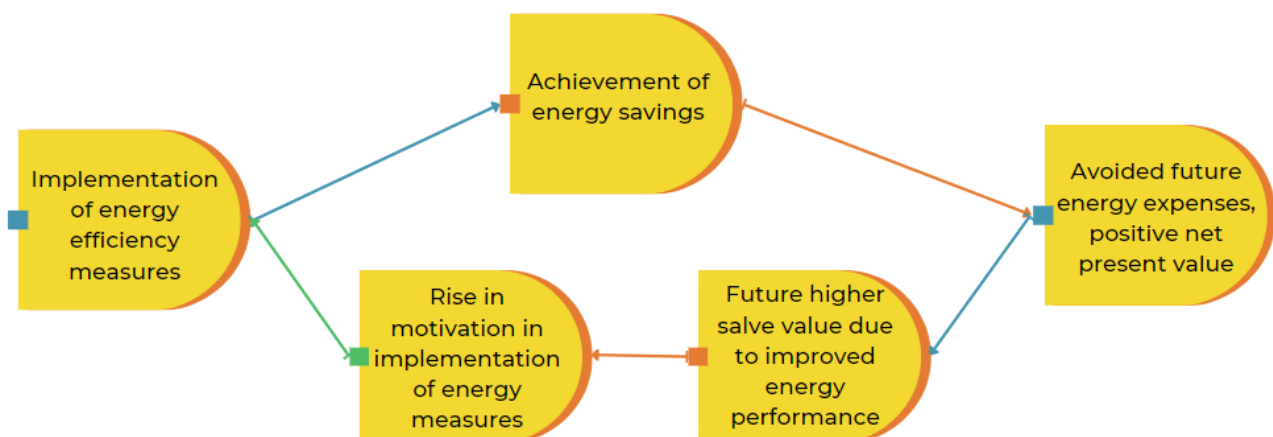 Implementation
of energy
efficiency
measures
Achievement of
energy savings
Avoided future
energy expenses,
positive net
present value
Future higher
salve value due
to improved
energy
performance
Rise in
motivation in
implementation
of energy
measures